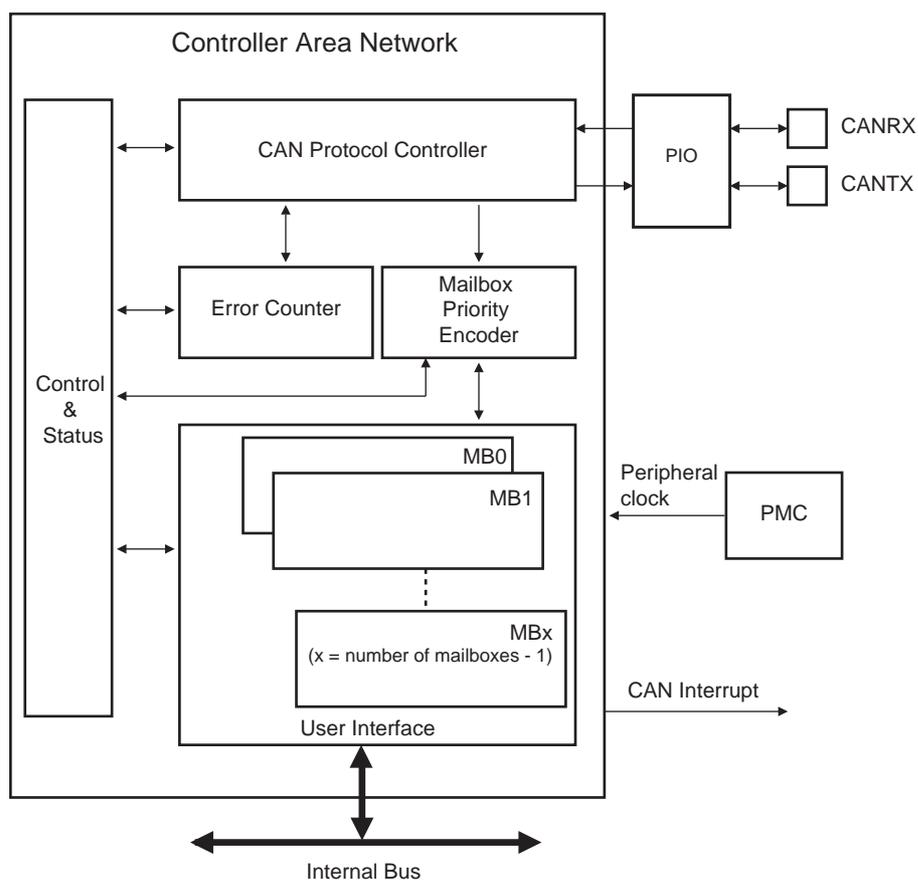 Controller Area Network
CAN Protocol Controller
PIO
CANRX
CANTX
Error Counter
Mailbox
Priority
Encoder
Control
&
Status
MB0
MB1
Peripheral
clock
PMC
MBx
(x = number of mailboxes - 1)
CAN Interrupt
User Interface
Internal Bus